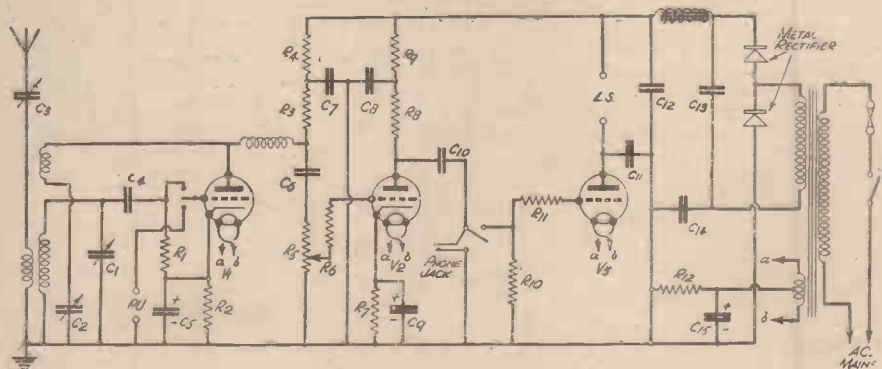 C3
C4
R1
C1
C2
P.U.
C5
R2
a b
V1
R4
R3
C7
C8
R9
R8
C6
R5
R6
a b
V2
R7
C9
C10
PHONE
JACK
R11
R10
L.S.
C11
a b
V3
C12
C13
C14
R12
C15
METAL
RECTIFIER
a
b
A.C.
MAINS